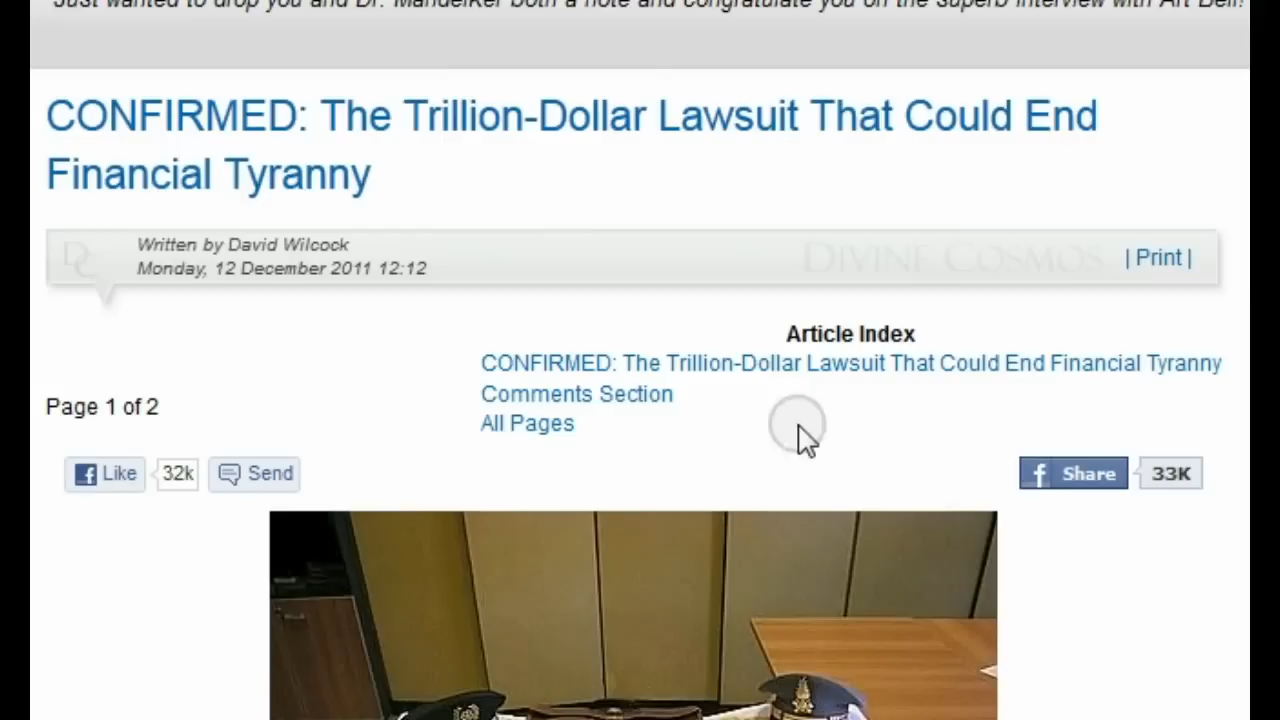 Just wanted to drop you and Dr. Mandelker both a note and congratulate you on the superb interview with Art Bell!
CONFIRMED: The Trillion-Dollar Lawsuit That Could End
Financial Tyranny
DC
Written by David Wilcock
Monday, 12 December 2011 12:12
DIVINE COSMOS
| Print |
Article Index
CONFIRMED: The Trillion-Dollar Lawsuit That Could End Financial Tyranny
Comments Section
All Pages
Page 1 of 2
Like 32k Send
Share 33K